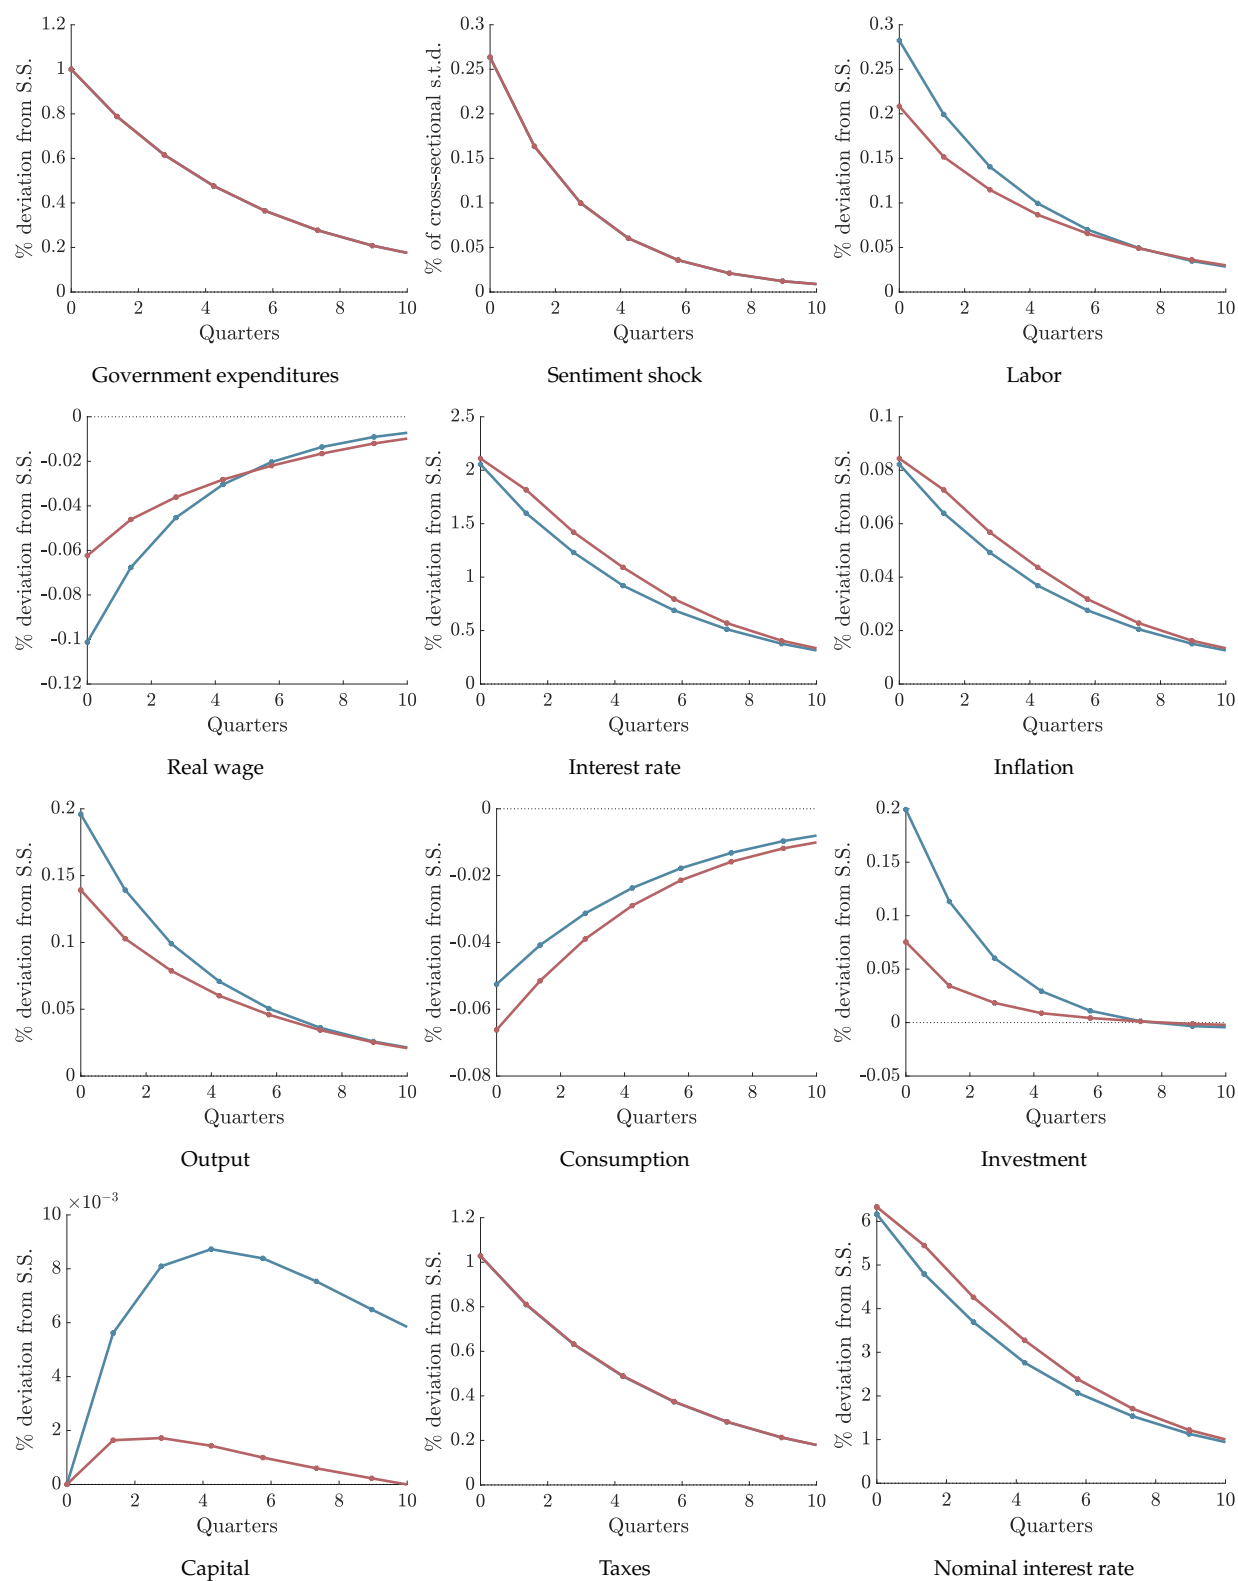 1.2
1
0.8
0.6
0.4
0.2
0
% deviation from S.S.
0 2 4 6 8 10
Quarters
Government expenditures
0.3
0.25
0.2
0.15
0.1
0.05
0
% of cross-sectional s.t.d.
0 2 4 6 8 10
Quarters
Sentiment shock
0.3
0.25
0.2
0.15
0.1
0.05
0
% deviation from S.S.
0 2 4 6 8 10
Quarters
Labor
0
-0.02
-0.04
-0.06
-0.08
-0.1
-0.12
% deviation from S.S.
0 2 4 6 8 10
Quarters
Real wage
2.5
2
1.5
1
0.5
0
% deviation from S.S.
0 2 4 6 8 10
Quarters
Interest rate
0.1
0.08
0.06
0.04
0.02
0
% deviation from S.S.
0 2 4 6 8 10
Quarters
Inflation
0.2
0.15
0.1
0.05
0
% deviation from S.S.
0 2 4 6 8 10
Quarters
Output
0
-0.02
-0.04
-0.06
-0.08
% deviation from S.S.
0 2 4 6 8 10
Quarters
Consumption
0.2
0.15
0.1
0.05
0
-0.05
% deviation from S.S.
0 2 4 6 8 10
Quarters
Investment
×10⁻³
10
8
6
4
2
0
% deviation from S.S.
0 2 4 6 8 10
Quarters
Capital
1.2
1
0.8
0.6
0.4
0.2
0
% deviation from S.S.
0 2 4 6 8 10
Quarters
Taxes
6
5
4
3
2
1
0
% deviation from S.S.
0 2 4 6 8 10
Quarters
Nominal interest rate